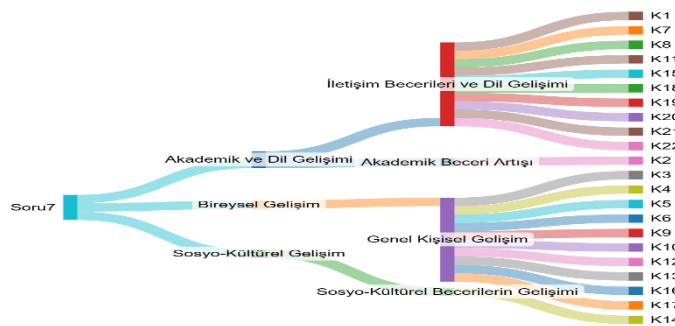 Soru7
Akademik ve Dil Gelişimi
Bireysel Gelişim
Sosyo-Kültürel Gelişim
İletişim Becerileri ve Dil Gelişimi
Akademik Beceri Artışı
Genel Kişisel Gelişim
Sosyo-Kültürel Becerilerin Gelişimi
K1
K7
K8
K11
K15
K18
K19
K20
K21
K22
K2
K3
K4
K5
K6
K9
K10
K12
K13
K16
K17
K14